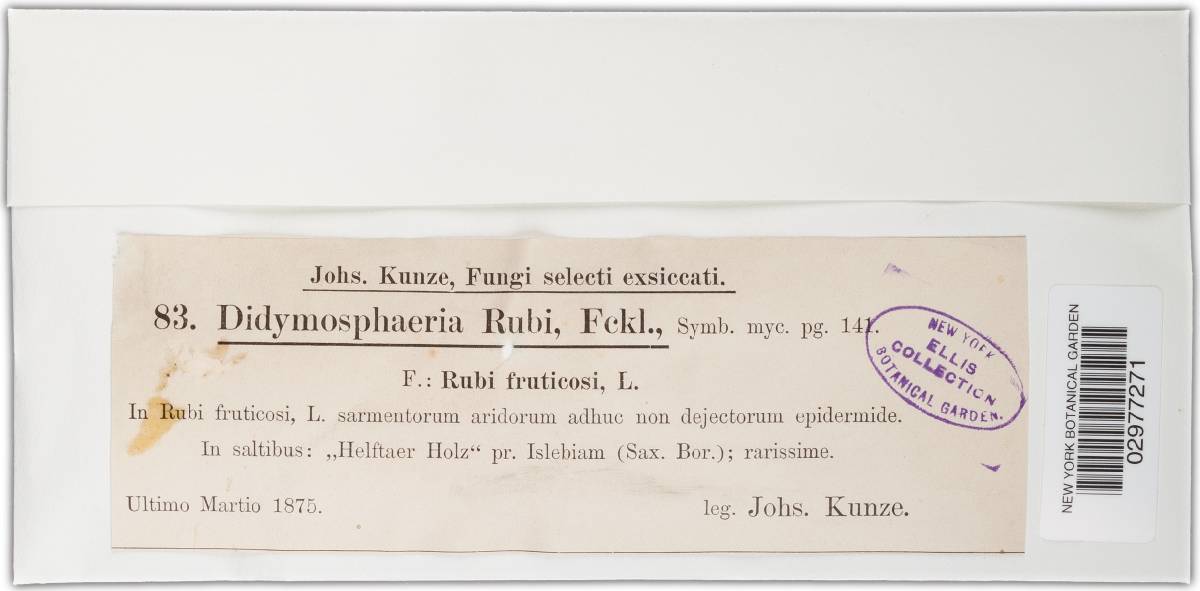 Johs. Kunze, Fungi selecti exsiccati.
83. Didymosphaeria Rubi, Fckl., Symb. myc. pg. 141.
F.: Rubi fruticosi, L.
In Rubi fruticosi, L. sarmentorum aridorum adhuc non dejectorum epidermide.
In saltibus: „Helftaer Holz“ pr. Islebiam (Sax. Bor.); rarissime.
Ultimo Martio 1875.
leg. Johs. Kunze.
NEW YORK
ELLIS
COLLECTION
BOTANICAL GARDEN.
NEW YORK BOTANICAL GARDEN
02977271